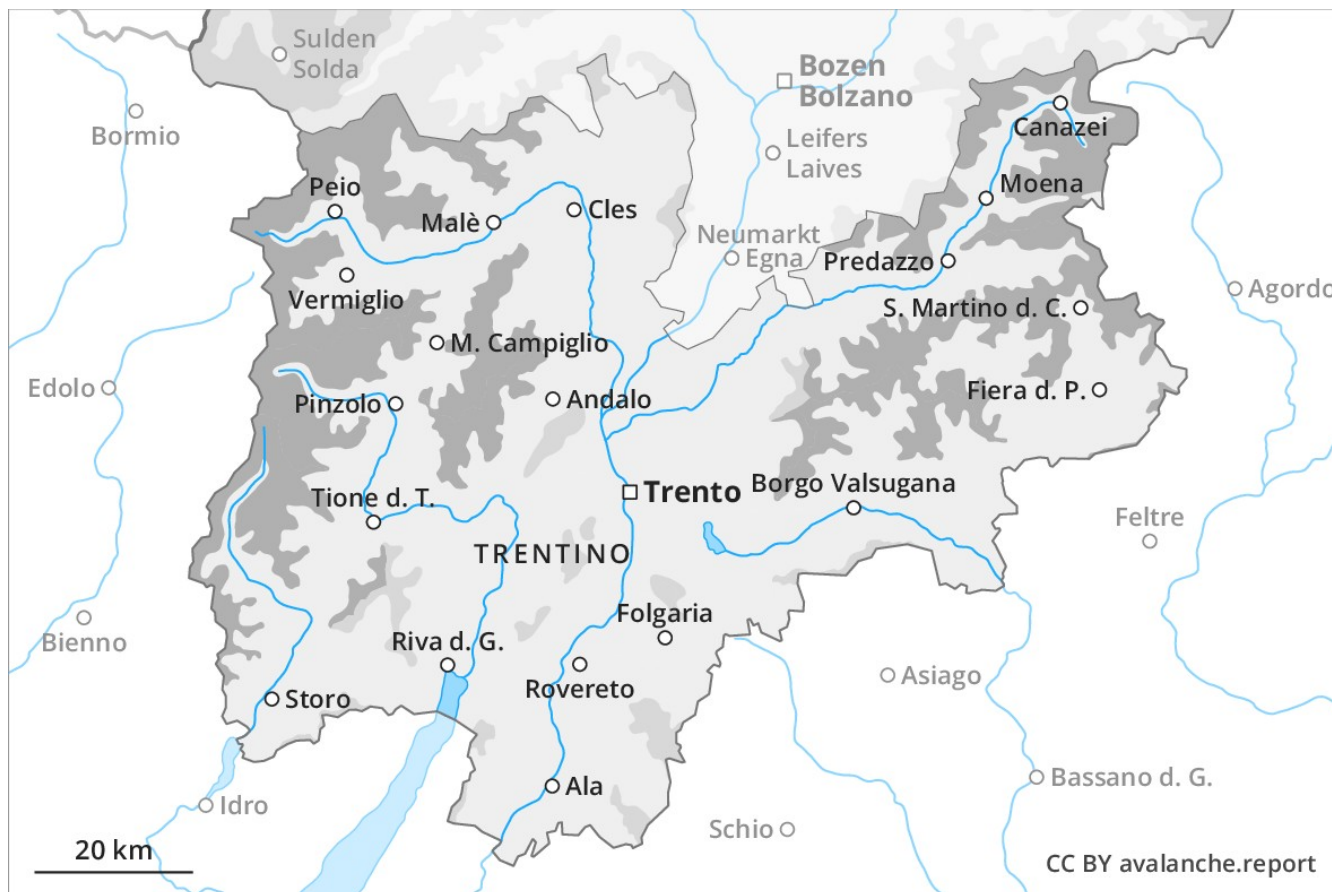 Sulden
Solda
Bozen
Bolzano
Bormio
Canazei
Leifers
Laives
Peio
Moena
Malè
Cles
Neumarkt
Egna
Predazzo
Vermiglio
Agordo
S. Martino d. C.
M. Campiglio
Edolo
Pinzolo
Andalo
Fiera d. P.
Trento
Borgo Valsugana
Tione d. T.
Feltre
TRENTINO
Folgaria
Bienno
Riva d. G.
Asiago
Rovereto
Storo
Bassano d. G.
Ala
Idro
Schio
20 km
CC BY avalanche.report